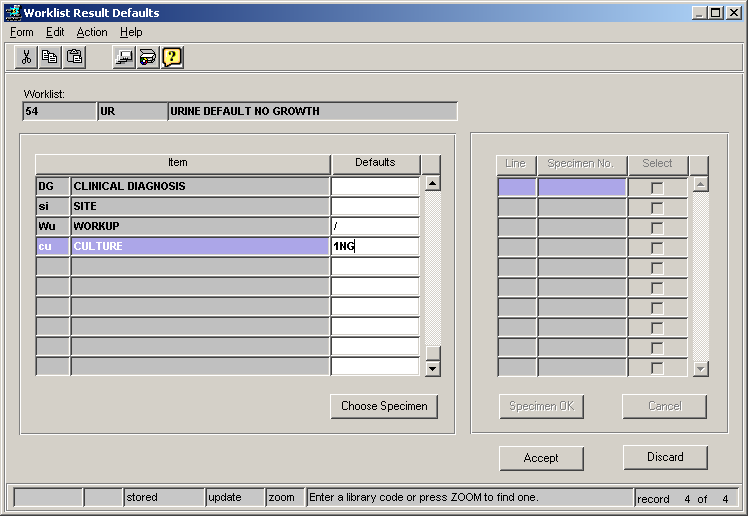 Worklist Result Defaults
Form Edit Action Help
Worklist:
54 UR URINE DEFAULT NO GROWTH
Item Defaults
DG CLINICAL DIAGNOSIS
si SITE
Wu WORKUP /
cu CULTURE 1NG
Choose Specimen
Line Specimen No. Select
Specimen OK Cancel
Accept Discard
stored update zoom Enter a library code or press ZOOM to find one. record 4 of 4